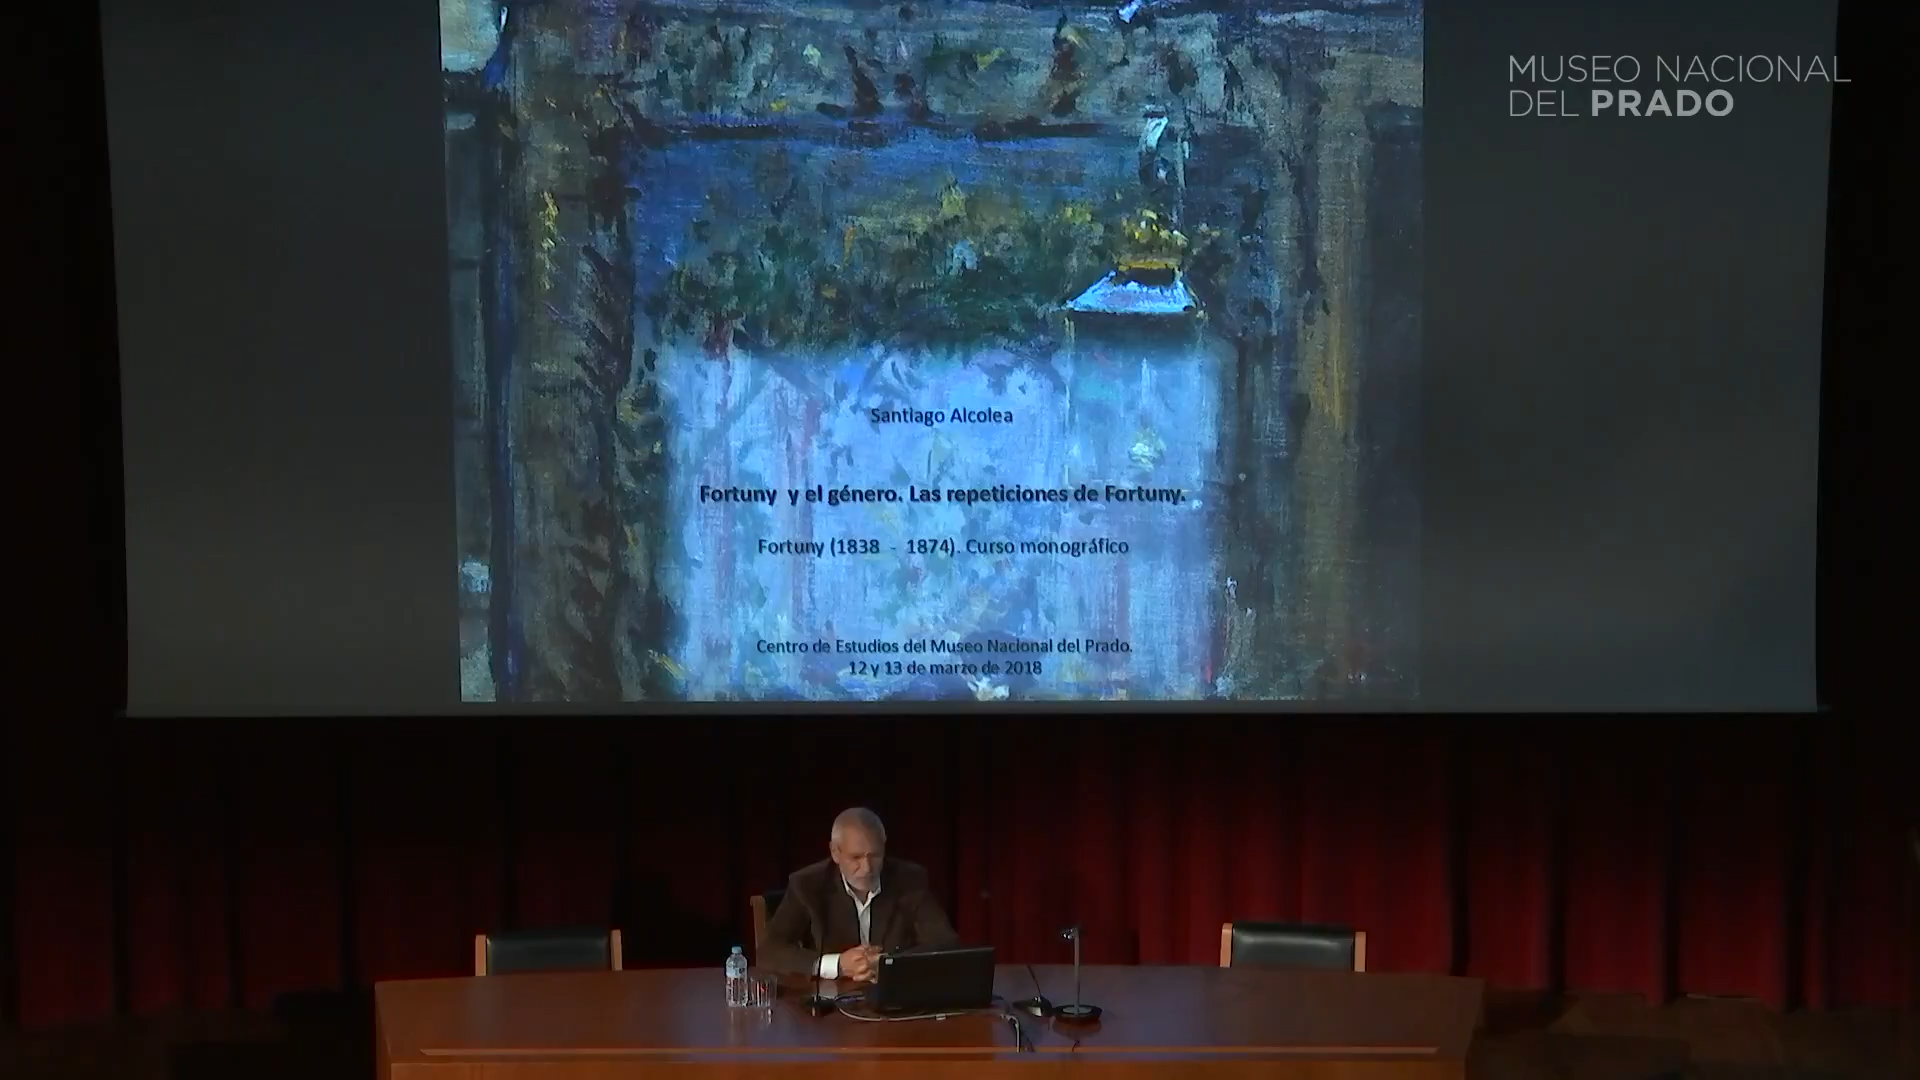 MUSEO NACIONAL
DEL PRADO
Santiago Alcolea
Fortuny y el género. Las repeticiones de Fortuny.
Fortuny (1838 - 1874). Curso monográfico
Centro de Estudios del Museo Nacional del Prado.
12 y 13 de marzo de 2018